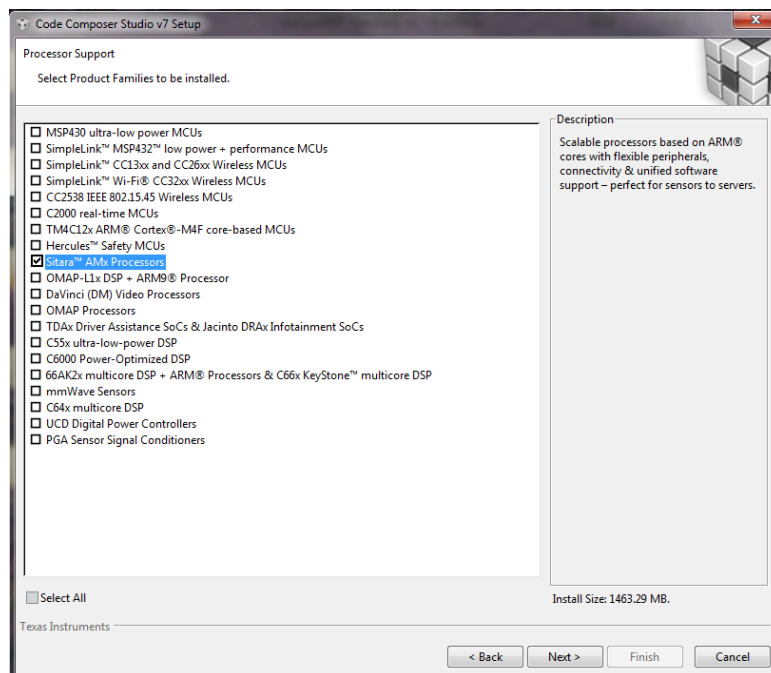 Code Composer Studio v7 Setup
Processor Support
Select Product Families to be installed.
MSP430 ultra-low power MCUs
SimpleLink™ MSP432™ low power + performance MCUs
SimpleLink™ CC13xx and CC26xx Wireless MCUs
SimpleLink™ Wi-Fi® CC32xx Wireless MCUs
CC2538 IEEE 802.15.45 Wireless MCUs
C2000 real-time MCUs
TM4C12x ARM® Cortex®-M4F core-based MCUs
Hercules™ Safety MCUs
Sitara™ AMx Processors
OMAP-L1x DSP + ARM9® Processor
DaVinci (DM) Video Processors
OMAP Processors
TDAx Driver Assistance SoCs & Jacinto DRAx Infotainment SoCs
C55x ultra-low-power DSP
C6000 Power-Optimized DSP
66AK2x multicore DSP + ARM® Processors & C66x KeyStone™ multicore DSP
mmWave Sensors
C64x multicore DSP
UCD Digital Power Controllers
PGA Sensor Signal Conditioners
Description
Scalable processors based on ARM®
cores with flexible peripherals,
connectivity & unified software
support – perfect for sensors to servers.
Select All
Install Size: 1463.29 MB.
Texas Instruments
< Back
Next >
Finish
Cancel